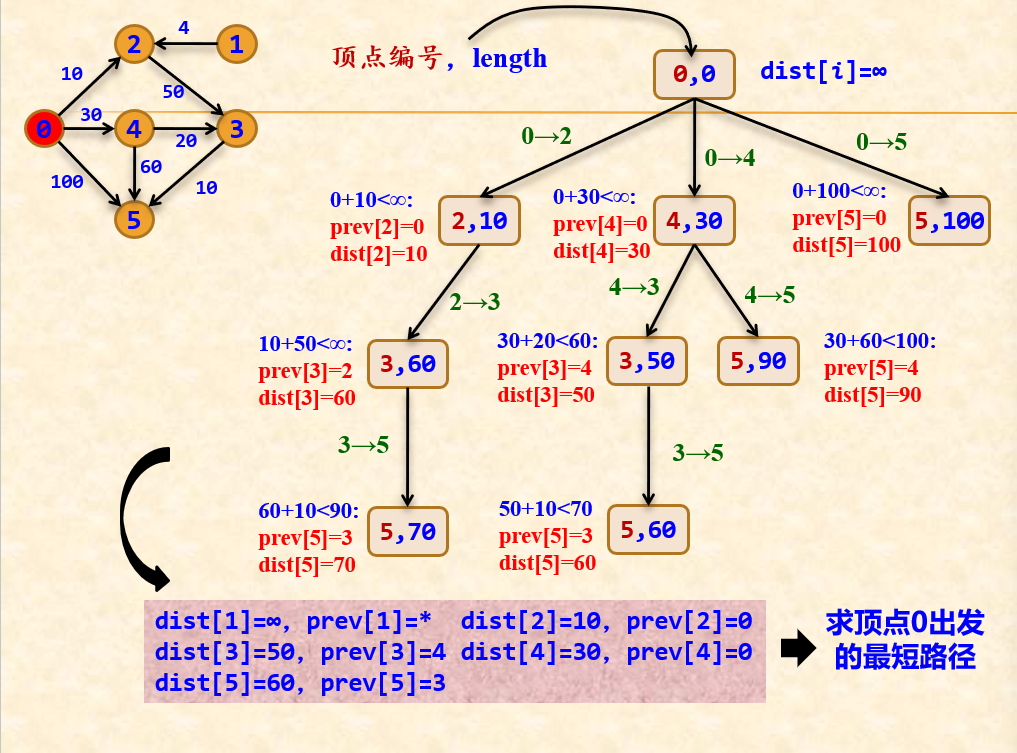 2
4
1
10
50
0
30
4
20
3
100
60
10
5
顶点编号，length
0,0
dist[i]=∞
0→2
0→4
0→5
0+10<∞:
prev[2]=0
dist[2]=10
2,10
0+30<∞:
prev[4]=0
dist[4]=30
4,30
0+100<∞:
prev[5]=0
dist[5]=100
5,100
2→3
4→3
4→5
10+50<∞:
prev[3]=2
dist[3]=60
3,60
30+20<60:
prev[3]=4
dist[3]=50
3,50
5,90
30+60<100:
prev[5]=4
dist[5]=90
3→5
3→5
60+10<90:
prev[5]=3
dist[5]=70
5,70
50+10<70
prev[5]=3
dist[5]=60
5,60
dist[1]=∞, prev[1]=* dist[2]=10, prev[2]=0
dist[3]=50, prev[3]=4 dist[4]=30, prev[4]=0
dist[5]=60, prev[5]=3
求顶点0出发
的最短路径